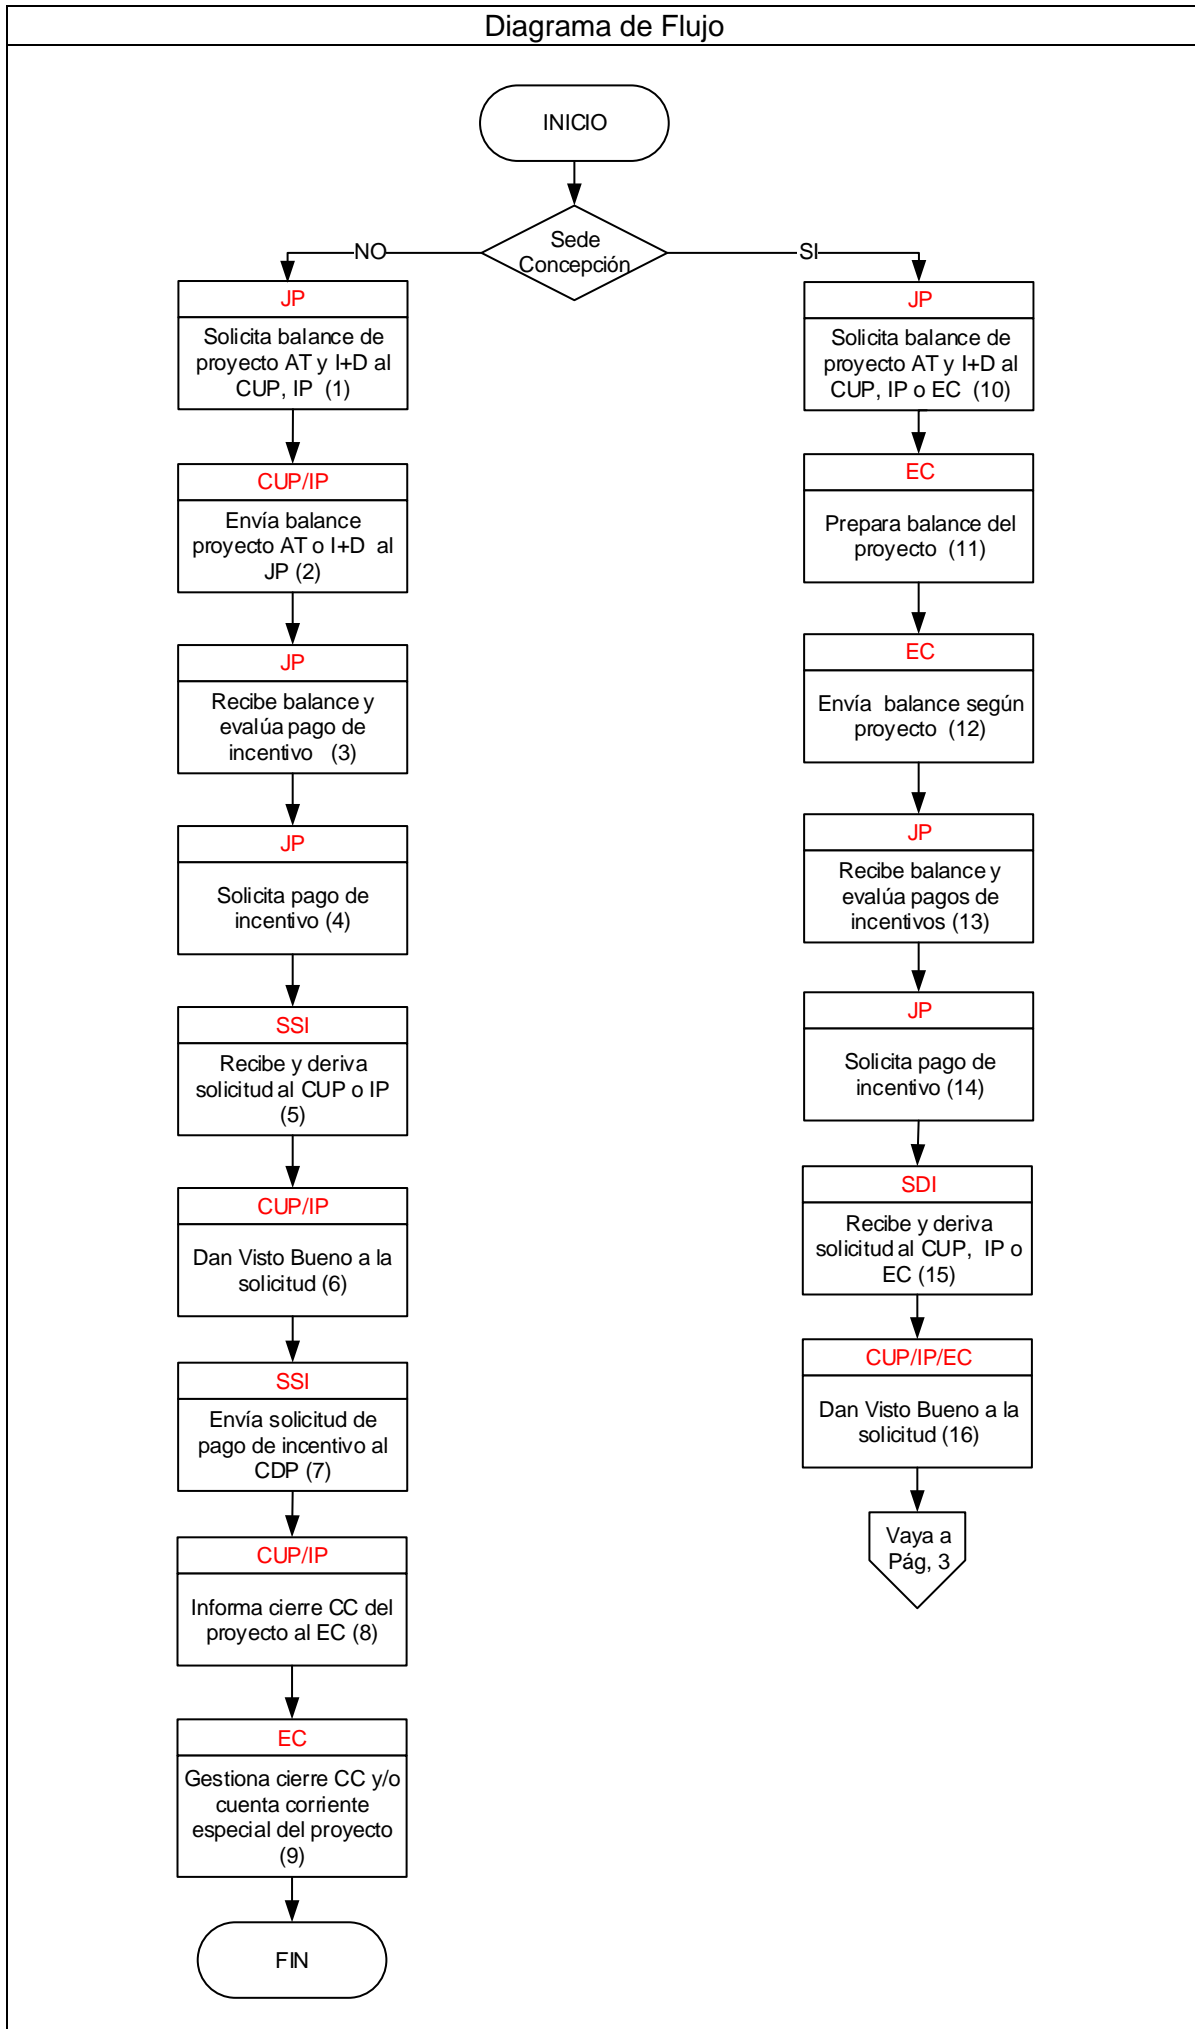 Diagrama de Flujo
INICIO
Sede
Concepción
NO
SI
JP
Solicita balance de
proyecto AT y I+D al
CUP, IP (1)
CUP/IP
Envía balance
proyecto AT o I+D al
JP (2)
JP
Recibe balance y
evalúa pago de
incentivo (3)
JP
Solicita pago de
incentivo (4)
SSI
Recibe y deriva
solicitud al CUP o IP
(5)
CUP/IP
Dan Visto Bueno a la
solicitud (6)
SSI
Envía solicitud de
pago de incentivo al
CDP (7)
CUP/IP
Informa cierre CC del
proyecto al EC (8)
EC
Gestiona cierre CC y/o
cuenta corriente
especial del proyecto
(9)
FIN
JP
Solicita balance de
proyecto AT y I+D al
CUP, IP o EC (10)
EC
Prepara balance del
proyecto (11)
EC
Envía balance según
proyecto (12)
JP
Recibe balance y
evalúa pagos de
incentivos (13)
JP
Solicita pago de
incentivo (14)
SDI
Recibe y deriva
solicitud al CUP, IP o
EC (15)
CUP/IP/EC
Dan Visto Bueno a la
solicitud (16)
Vaya a
Pág, 3